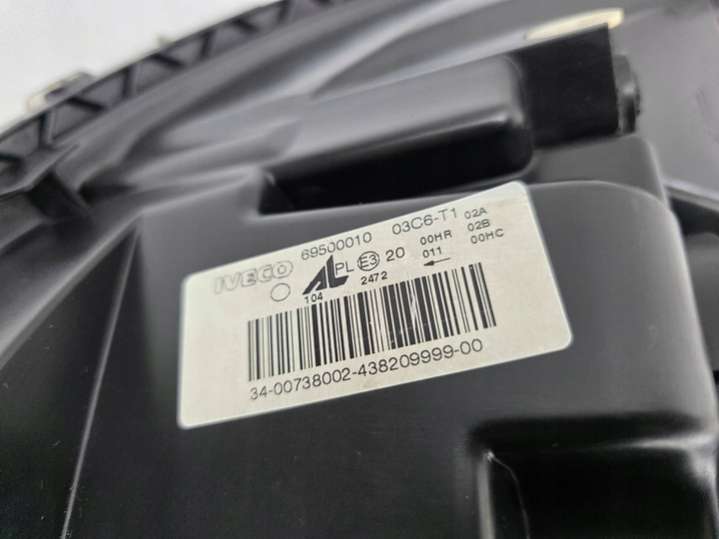 IVECO 69500010 03C6-T1 02A
AL PL E3 20 00HR 02B
104 2472 011 00HC
34-00738002-438209999-00